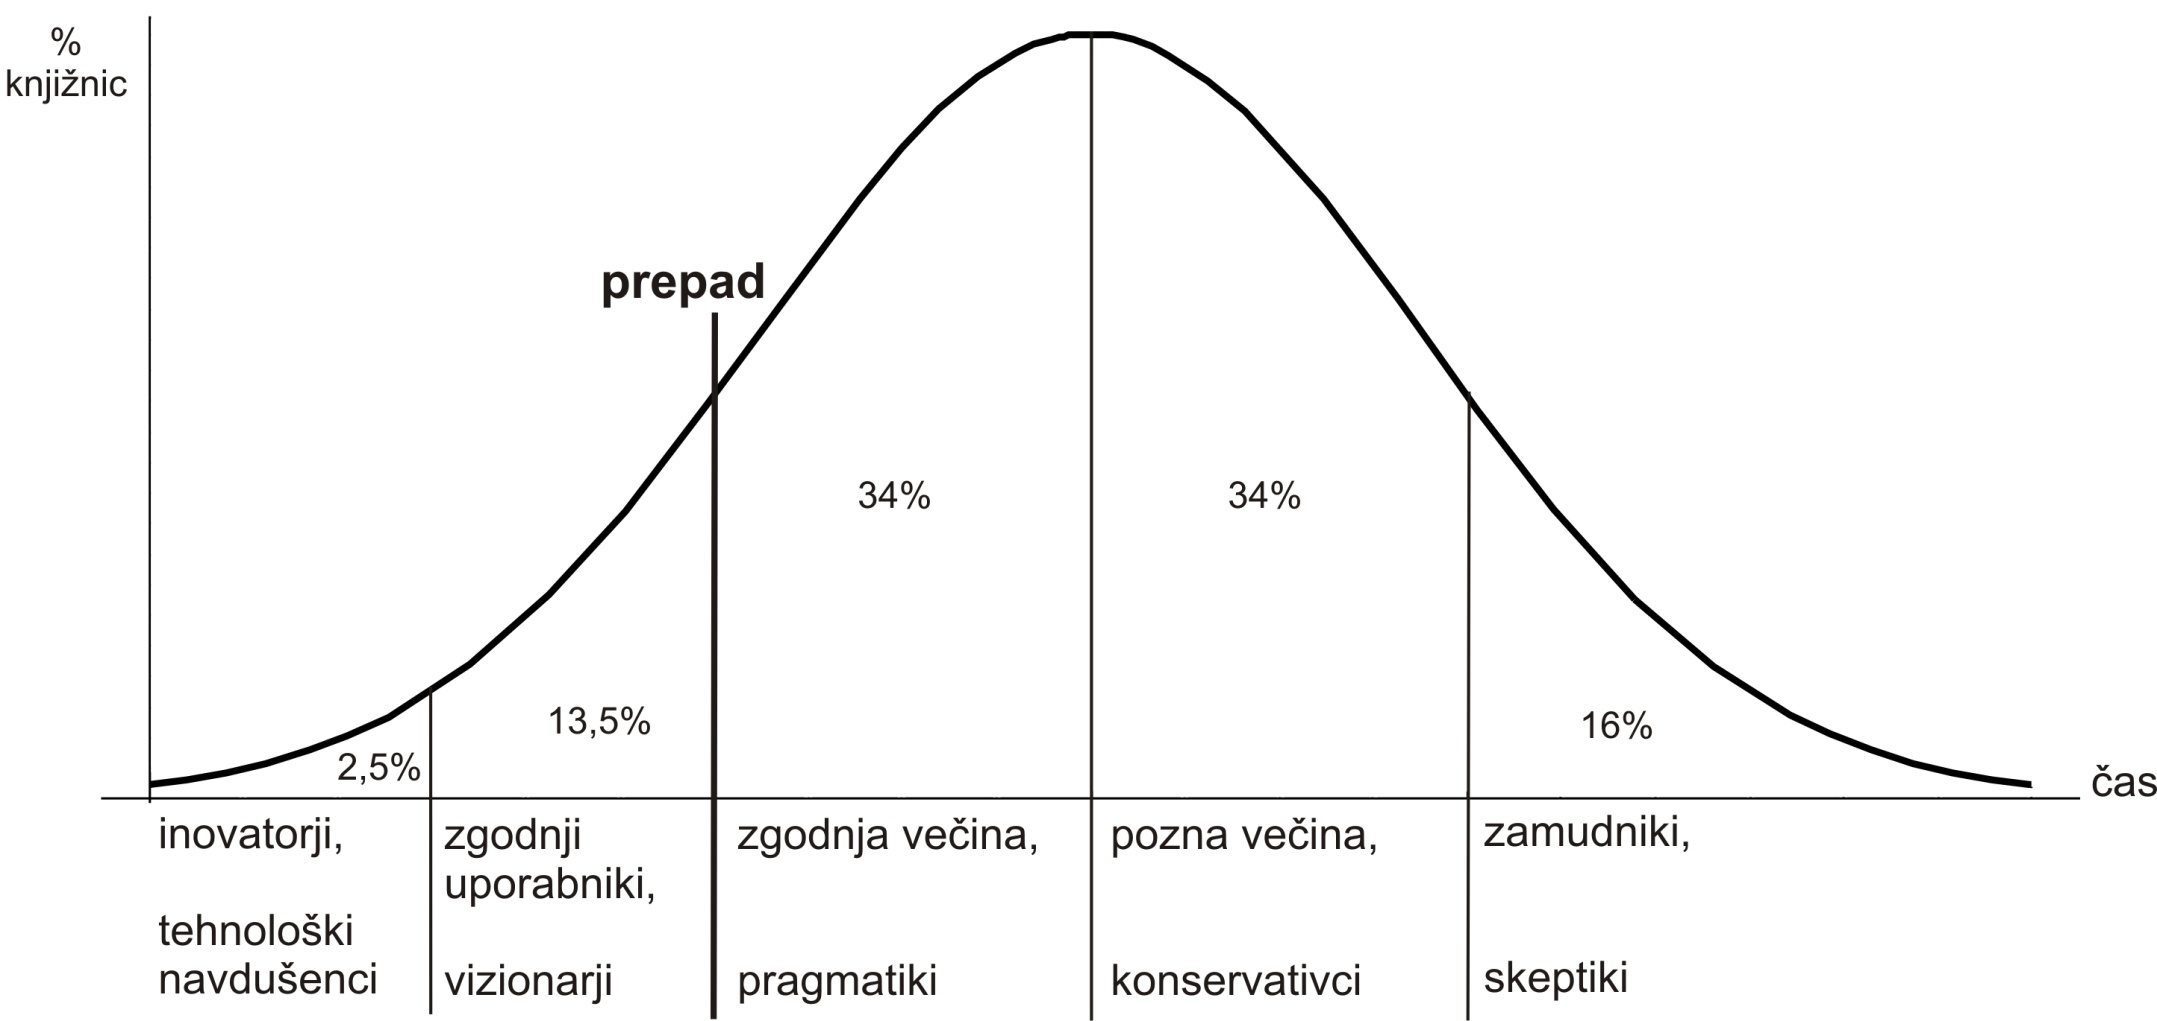 %
knjižnic
prepad
34%
34%
13,5%
16%
2,5%
čas
inovatorji,
tehnološki
navdušenci
zgodnji
uporabniki,
vizionarji
zgodnja večina,
pragmatiki
pozna večina,
konservativci
zamudniki,
skeptiki